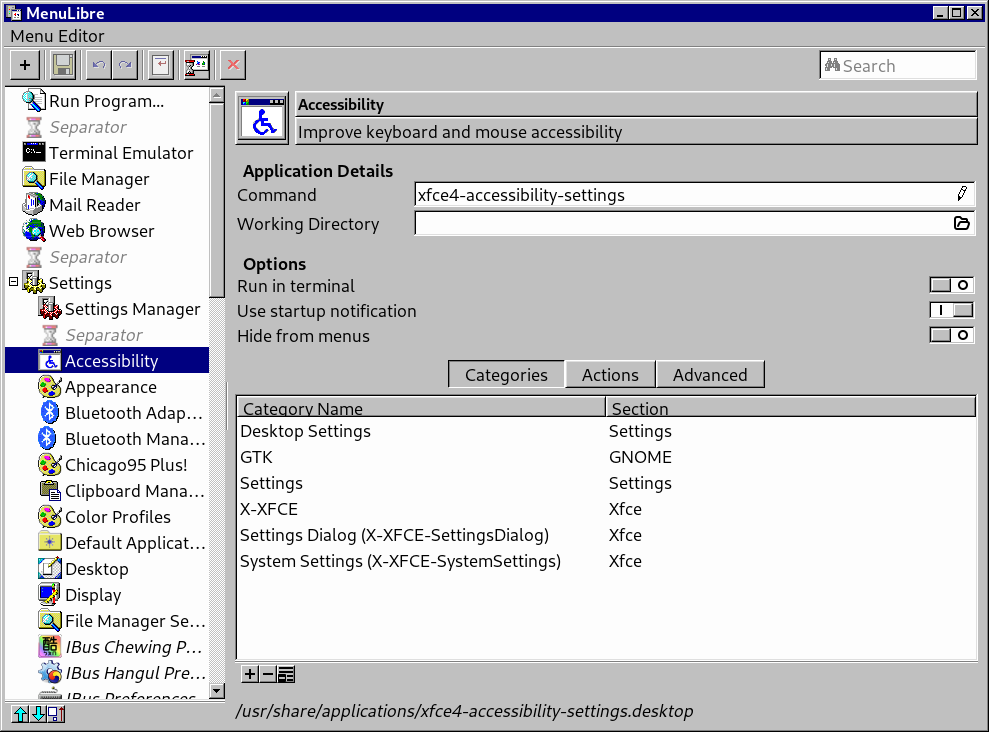 MenuLibre
Menu Editor
Search
Run Program...
Separator
Terminal Emulator
File Manager
Mail Reader
Web Browser
Separator
Settings
Settings Manager
Separator
Accessibility
Appearance
Bluetooth Adap...
Bluetooth Mana...
Chicago95 Plus!
Clipboard Mana...
Color Profiles
Default Applicat...
Desktop
Display
File Manager Se...
酷 IBus Chewing P...
IBus Hangul Pre...
IBus Preferences
Accessibility
Improve keyboard and mouse accessibility
Application Details
Command xfce4-accessibility-settings
Working Directory
Options
Run in terminal
Use startup notification
Hide from menus
Categories Actions Advanced
Category Name Section
Desktop Settings Settings
GTK GNOME
Settings Settings
X-XFCE Xfce
Settings Dialog (X-XFCE-SettingsDialog) Xfce
System Settings (X-XFCE-SystemSettings) Xfce
/usr/share/applications/xfce4-accessibility-settings.desktop